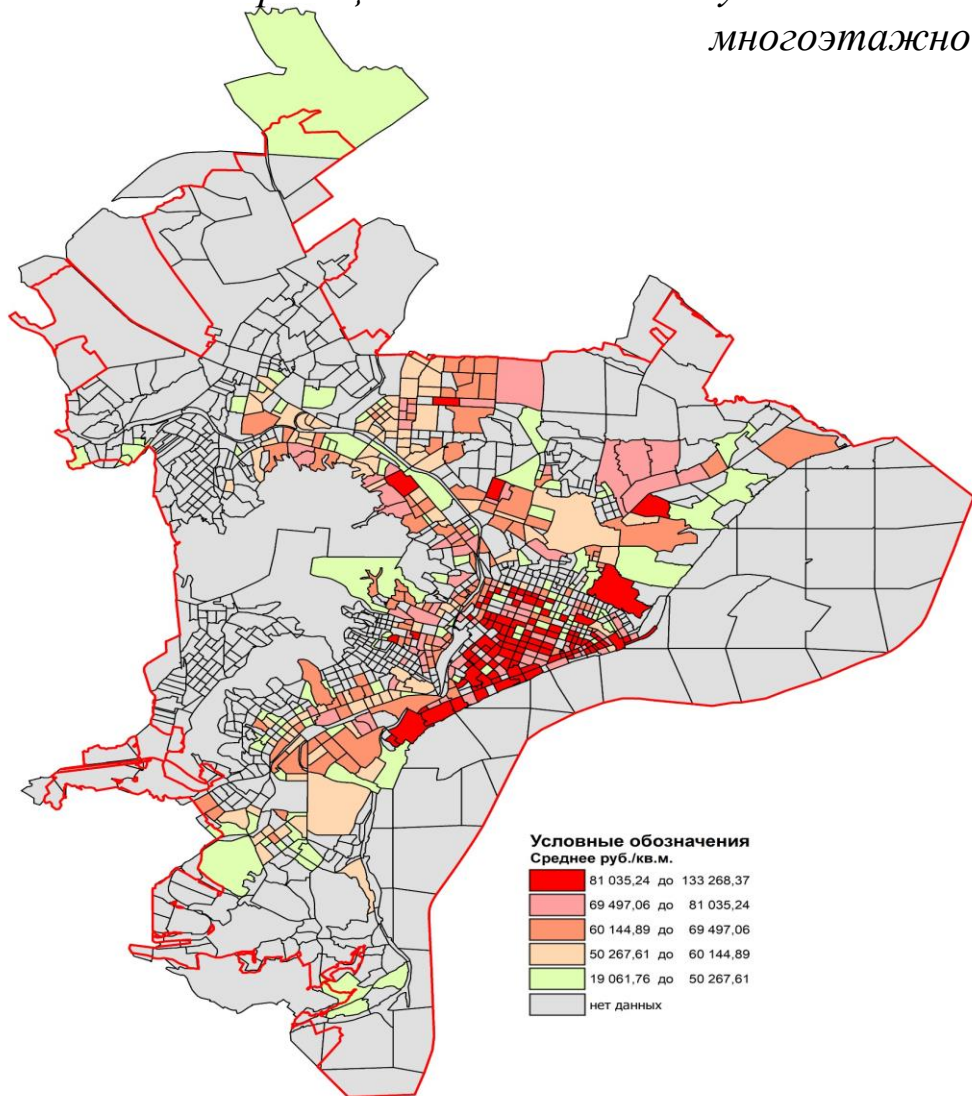 многоэтажно
Условные обозначения
Среднее руб./кв.м.
81 035,24 до 133 268,37
69 497,06 до 81 035,24
60 144,89 до 69 497,06
50 267,61 до 60 144,89
19 061,76 до 50 267,61
нет данных